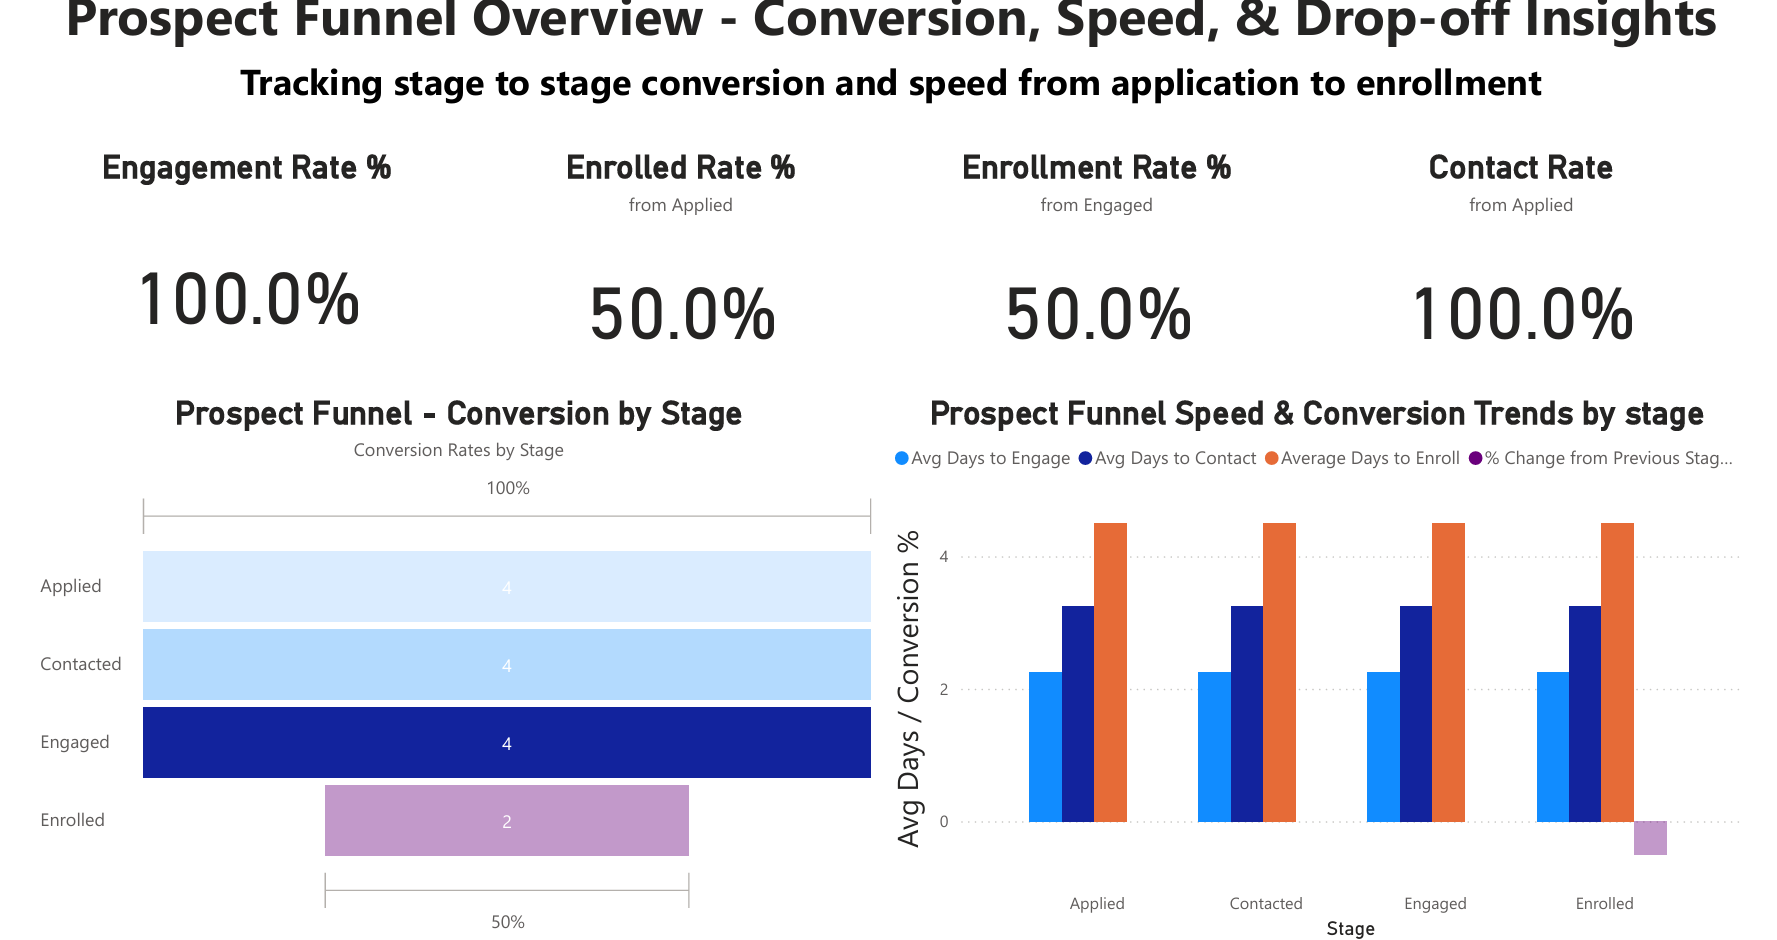 Prospect Funnel Overview - Conversion, Speed, & Drop-off Insights
Tracking stage to stage conversion and speed from application to enrollment
Engagement Rate %
100.0%
Enrolled Rate %
from Applied
50.0%
Enrollment Rate %
from Engaged
50.0%
Contact Rate
from Applied
100.0%
Prospect Funnel - Conversion by Stage
Conversion Rates by Stage
100%
Applied 4
Contacted 4
Engaged 4
Enrolled 2
50%
Prospect Funnel Speed & Conversion Trends by stage
Avg Days to Engage Avg Days to Contact Average Days to Enroll % Change from Previous Stag...
Avg Days / Conversion %
4
2
0
Applied Contacted Engaged Enrolled
Stage